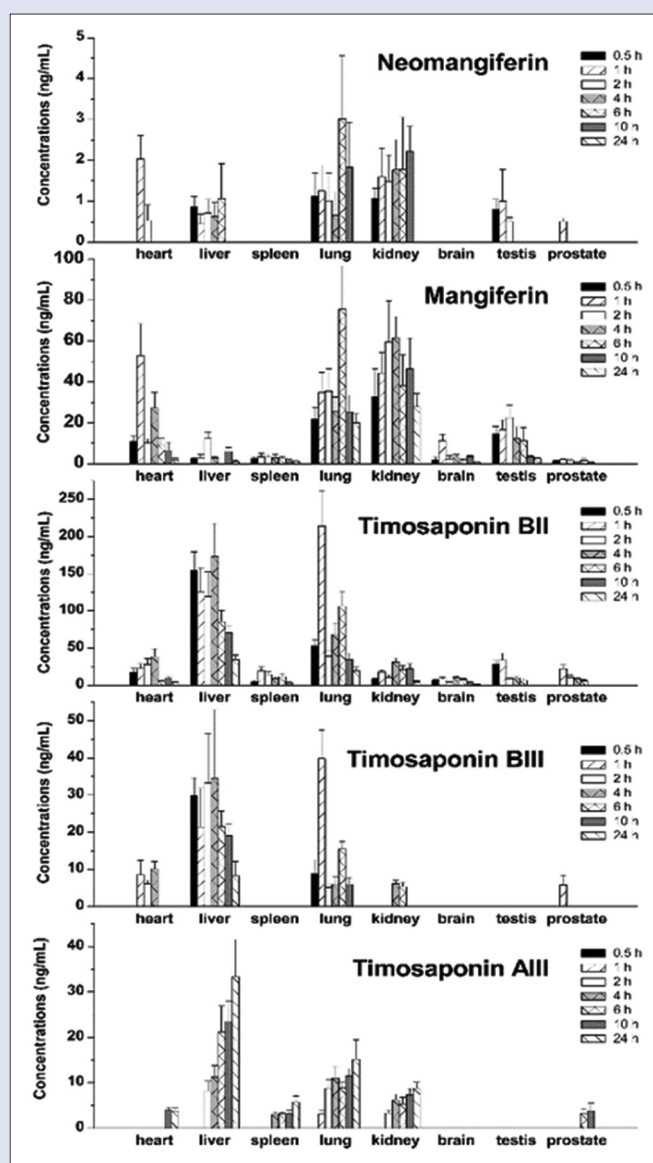 Neomangiferin
Concentrations (ng/mL)
5
4
3
2
1
0
0.5 h
1 h
2 h
4 h
6 h
10 h
24 h
heart liver spleen lung kidney brain testis prostate
Mangiferin
Concentrations (ng/mL)
100
80
60
40
20
0
0.5 h
1 h
2 h
4 h
6 h
10 h
24 h
heart liver spleen lung kidney brain testis prostate
Timosaponin BII
Concentrations (ng/mL)
250
200
150
100
50
0
0.5 h
1 h
2 h
4 h
6 h
10 h
24 h
heart liver spleen lung kidney brain testis prostate
Timosaponin BIII
Concentrations (ng/mL)
50
40
30
20
10
0
0.5 h
1 h
2 h
4 h
6 h
10 h
24 h
heart liver spleen lung kidney brain testis prostate
Timosaponin AIII
Concentrations (ng/mL)
40
30
20
10
0
0.5 h
1 h
2 h
4 h
6 h
10 h
24 h
heart liver spleen lung kidney brain testis prostate